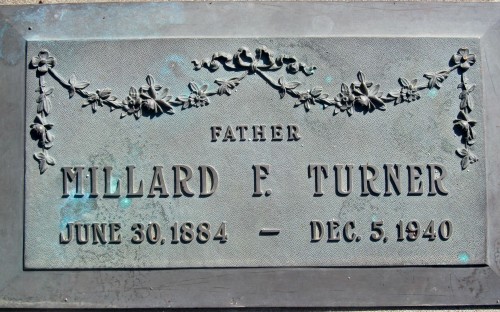 FATHER
MILLARD F. TURNER
JUNE 30, 1884 — DEC. 5, 1940